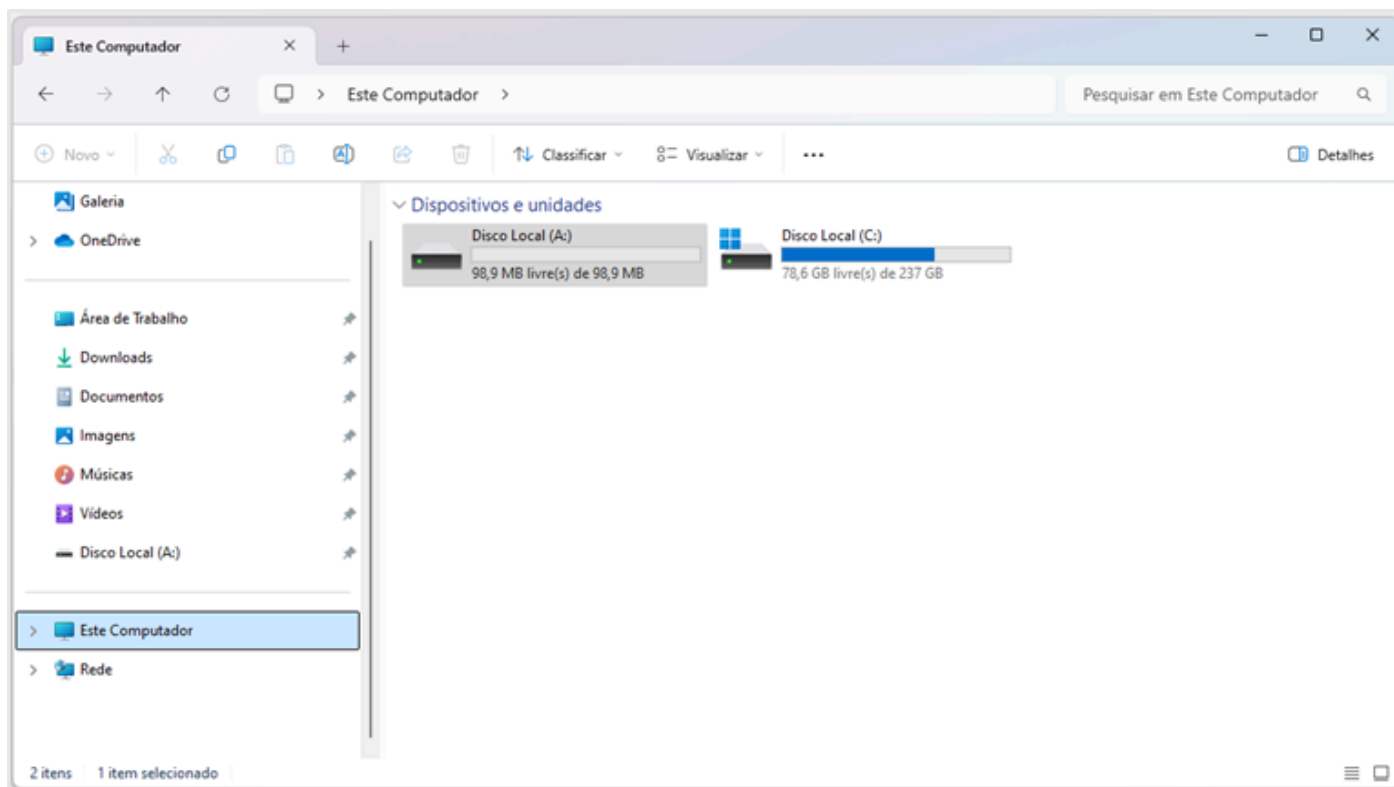 Este Computador
Este Computador
Pesquisar em Este Computador
Novo
Classificar
Visualizar
Detalhes
Galeria
OneDrive
Área de Trabalho
Downloads
Documentos
Imagens
Músicas
Vídeos
Disco Local (A:)
Este Computador
Rede
Dispositivos e unidades
Disco Local (A:)
98,9 MB livre(s) de 98,9 MB
Disco Local (C:)
78,6 GB livre(s) de 237 GB
2 itens
1 item selecionado